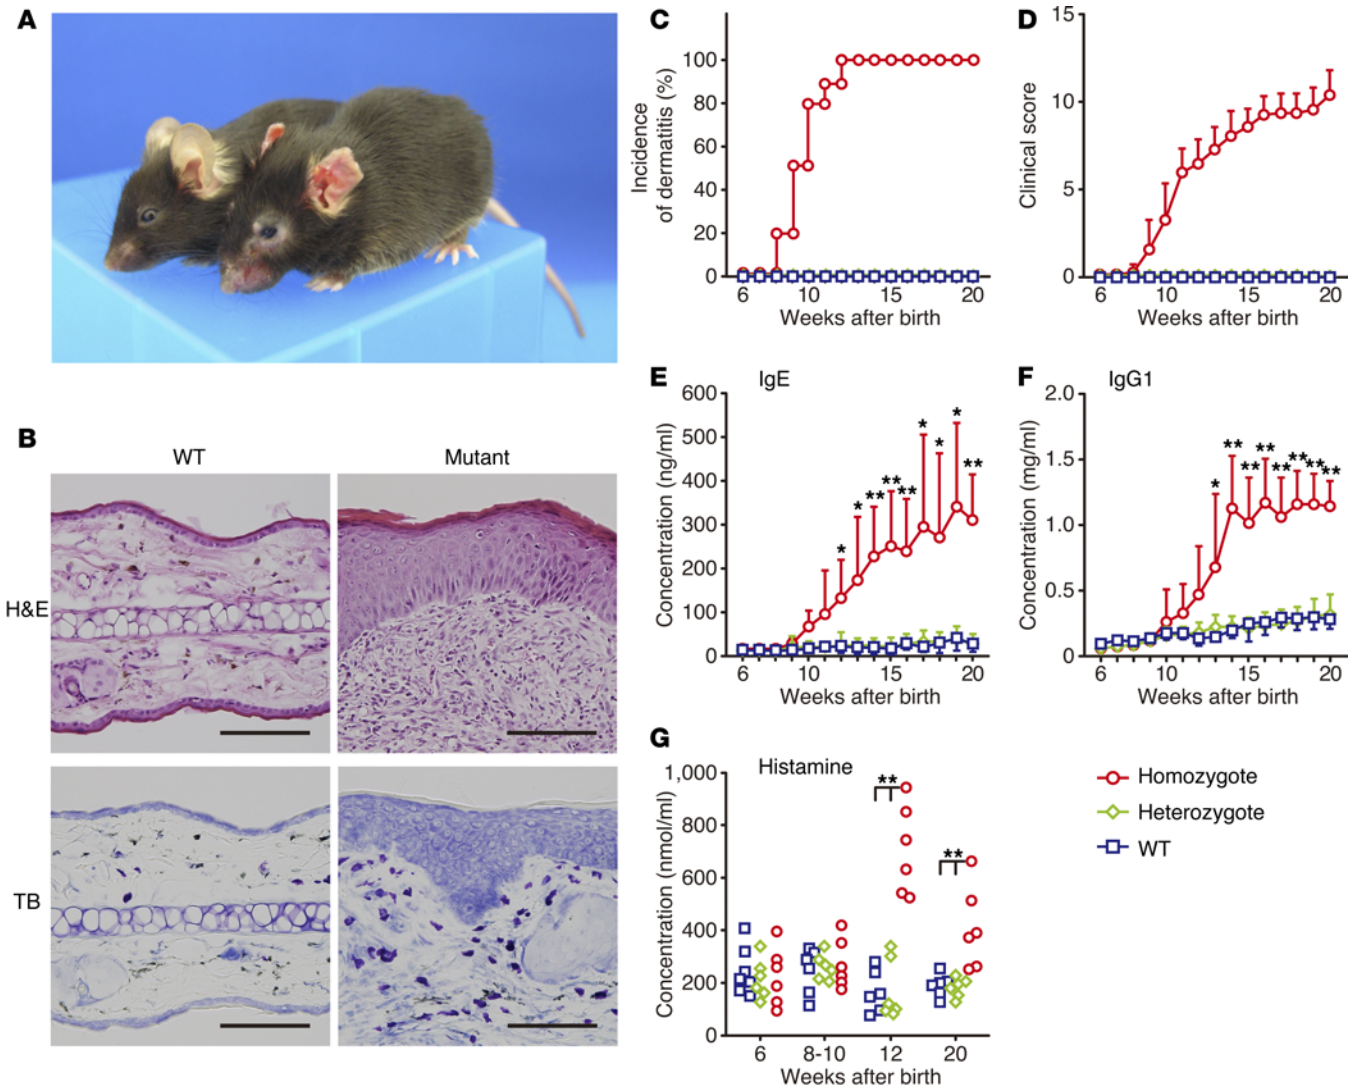 A
B
WT Mutant
H&E
TB
C
Incidence
of dermatitis (%)
100
80
60
40
20
0
6 10 15 20
Weeks after birth
D
Clinical score
15
10
5
0
6 10 15 20
Weeks after birth
E IgE
Concentration (ng/ml)
600
500
400
300
200
100
0
* * ** ** ** * * * **
6 10 15 20
Weeks after birth
F IgG1
Concentration (mg/ml)
2.0
1.5
1.0
0.5
0
* ** ** ** ** ** ** **
6 10 15 20
Weeks after birth
G Histamine
Concentration (nmol/ml)
1,000
800
600
400
200
0
** **
6 8-10 12 20
Weeks after birth
Homozygote
Heterozygote
WT